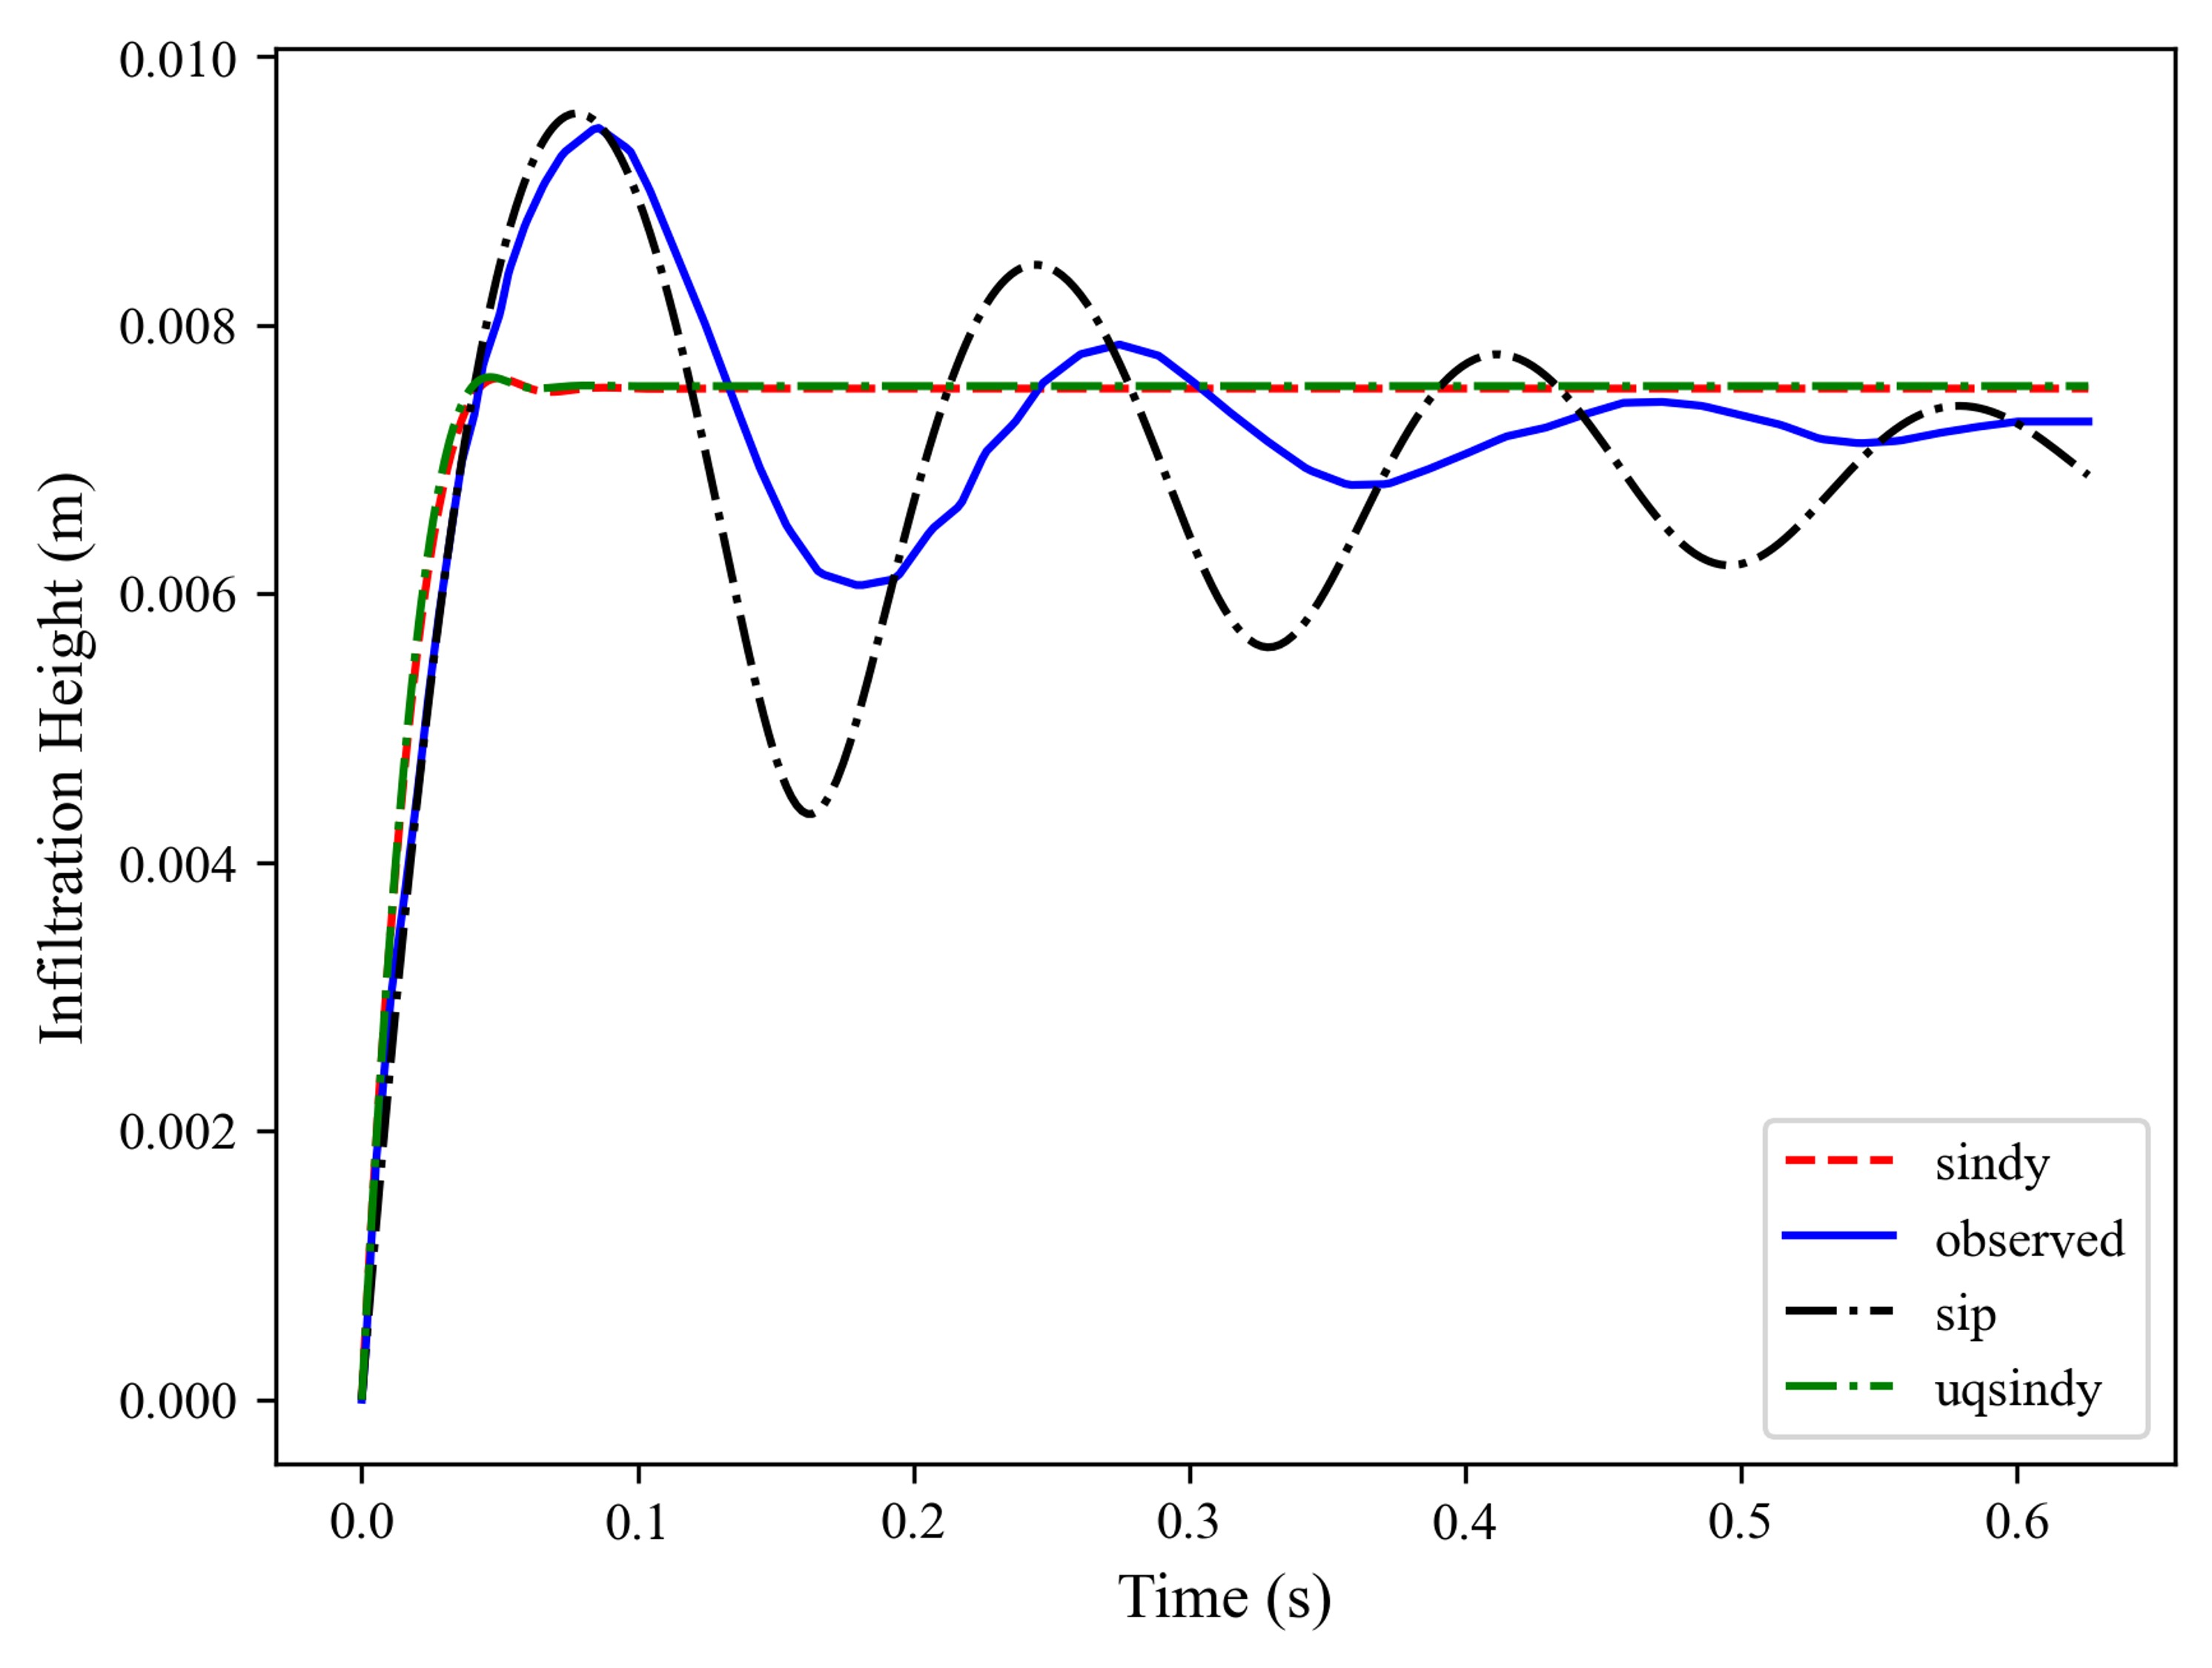 0.010
0.008
0.006
0.004
0.002
0.000
Infiltration Height (m)
0.0 0.1 0.2 0.3 0.4 0.5 0.6
Time (s)
sindy
observed
sip
uqsindy